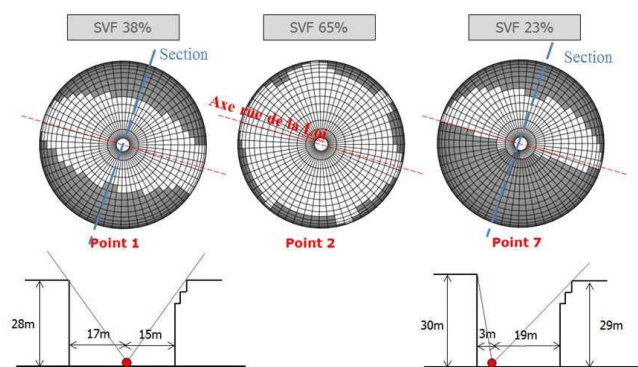 SVF 38%
SVF 65%
SVF 23%
Section
Section
Axe rue de la Loi
Point 1
Point 2
Point 7
28m
17m
15m
30m
3m
19m
29m